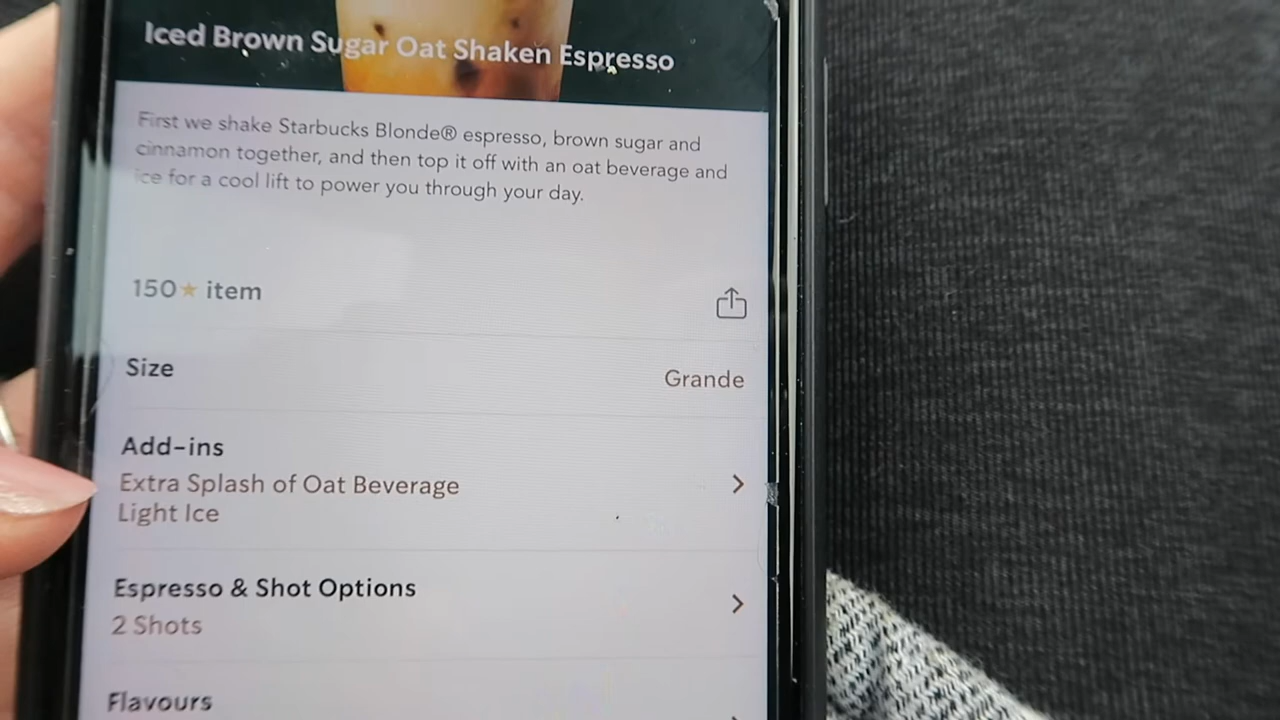 Iced Brown Sugar Oat Shaken Espresso
First we shake Starbucks Blonde® espresso, brown sugar and
cinnamon together, and then top it off with an oat beverage and
ice for a cool lift to power you through your day.
150★ item
Size
Grande
Add-ins
Extra Splash of Oat Beverage
Light Ice
Espresso & Shot Options
2 Shots
Flavours